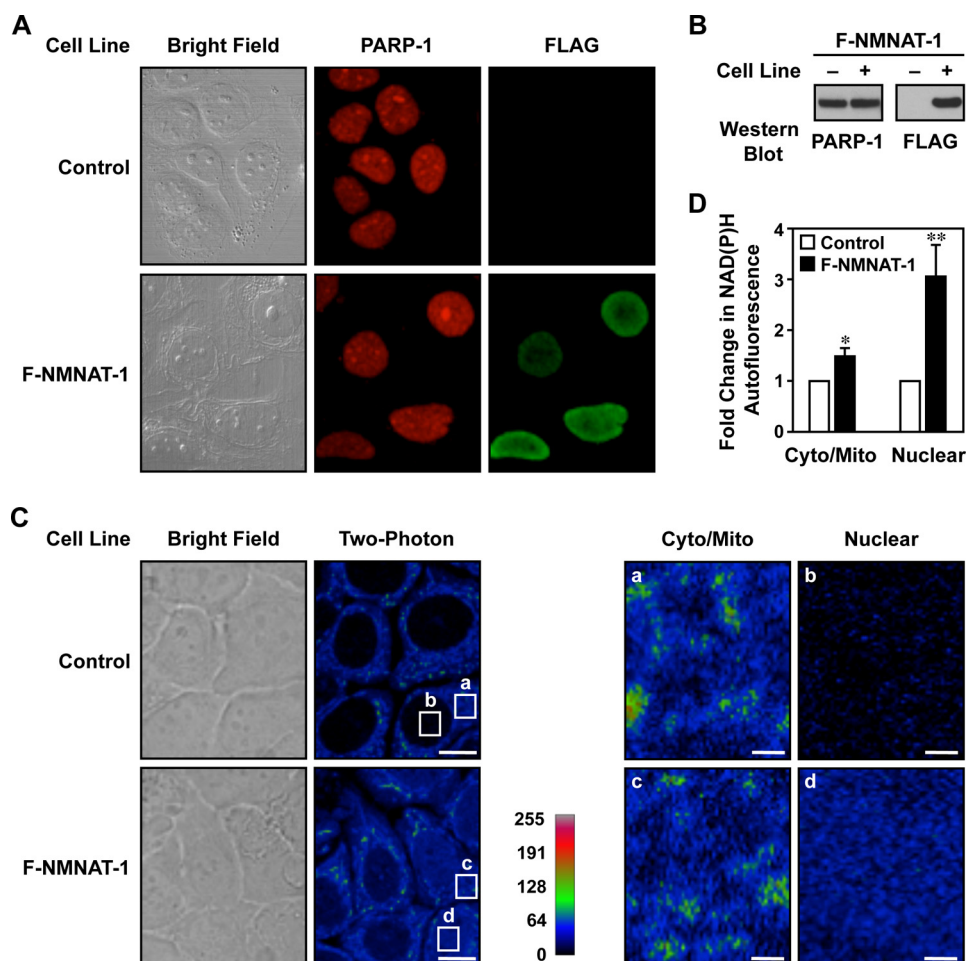 A
Cell Line Bright Field PARP-1 FLAG
Control
F-NMNAT-1
B
F-NMNAT-1
Cell Line – + – +
Western Blot PARP-1 FLAG
D
Fold Change in NAD(P)H
Autofluorescence
4
3
2
1
0
Control
F-NMNAT-1
*
**
Cyto/Mito Nuclear
C
Cell Line Bright Field Two-Photon Cyto/Mito Nuclear
Control
a
b
a
b
F-NMNAT-1
c
d
255
191
128
64
0
c
d